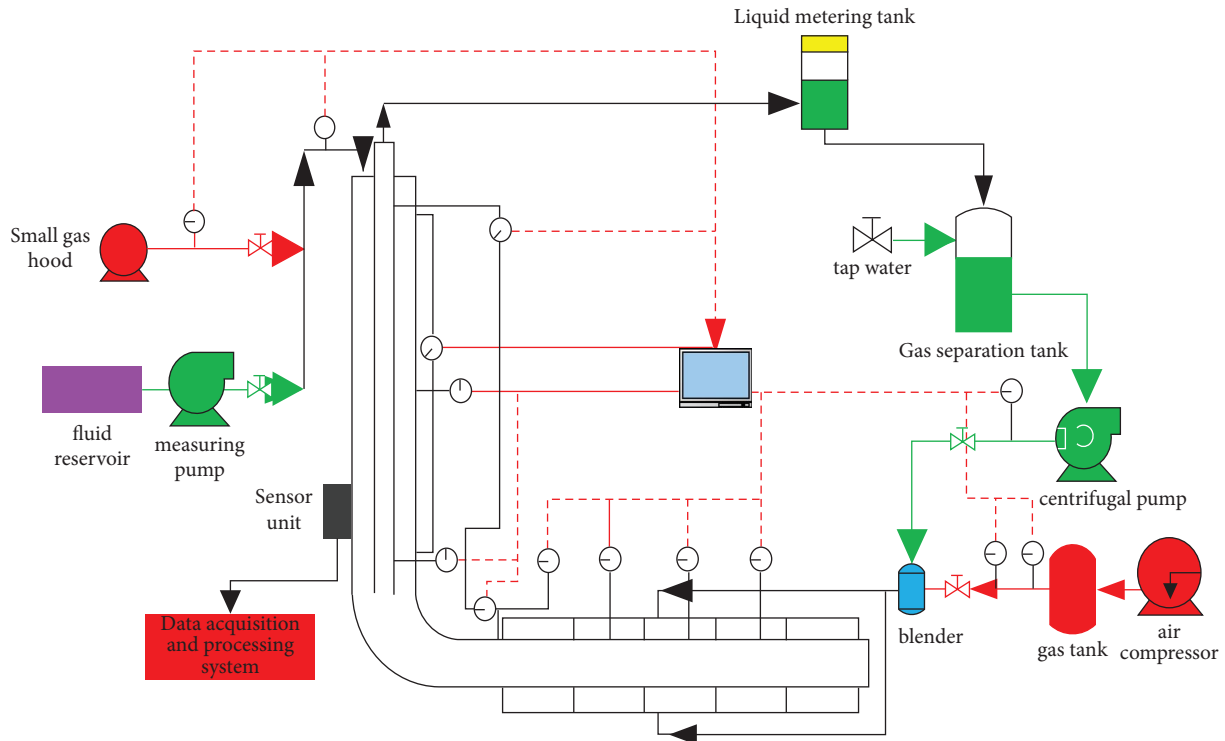 Liquid metering tank
Small gas
hood
tap water
Gas separation tank
fluid
reservoir
measuring
pump
Sensor
unit
centrifugal pump
Data acquisition
and processing
system
blender
gas tank
air
compressor